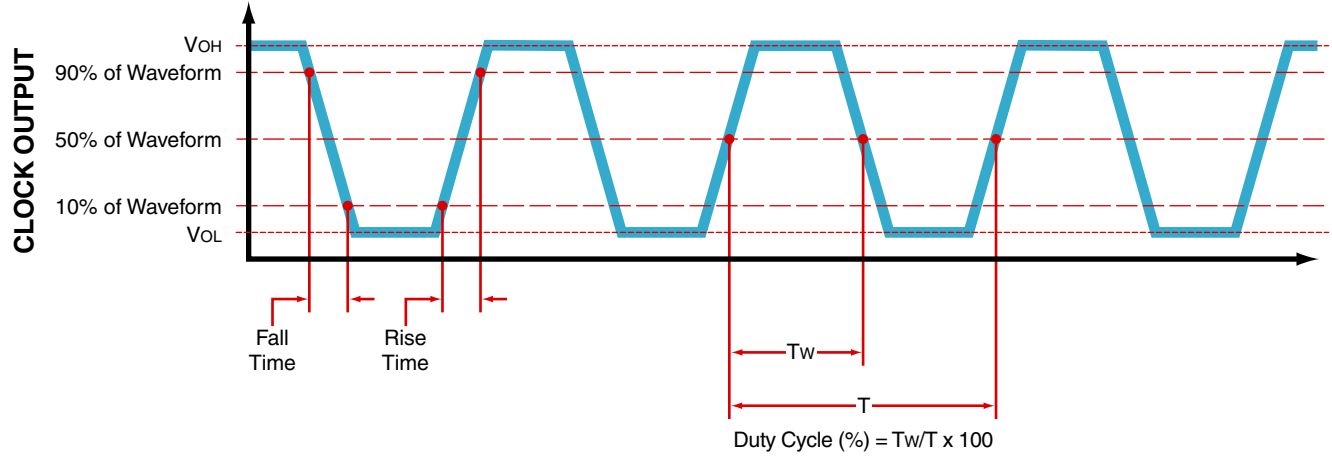 CLOCK OUTPUT
VOH
90% of Waveform
50% of Waveform
10% of Waveform
VOL
Fall
Time
Rise
Time
TW
T
Duty Cycle (%) = TW/T x 100